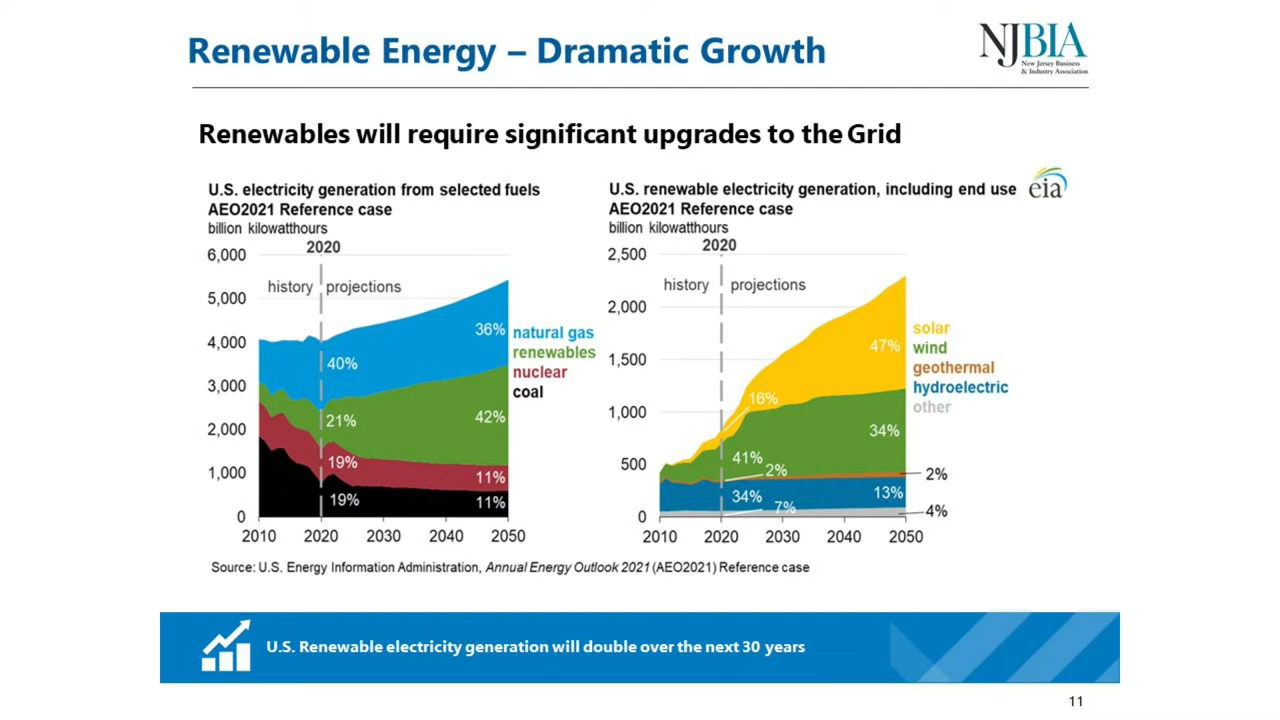 Renewable Energy – Dramatic Growth
NJBIA
New Jersey Business
& Industry Association
Renewables will require significant upgrades to the Grid
U.S. electricity generation from selected fuels
AEO2021 Reference case
billion kilowatthours
2020
6,000
5,000
4,000
3,000
2,000
1,000
0
history
projections
36%
40%
21%
42%
19%
11%
19%
11%
natural gas
renewables
nuclear
coal
2010 2020 2030 2040 2050
U.S. renewable electricity generation, including end use
AEO2021 Reference case
billion kilowatthours
eia
2020
2,500
2,000
1,500
1,000
500
0
history
projections
47%
16%
34%
41%
2%
2%
34%
13%
7%
4%
solar
wind
geothermal
hydroelectric
other
2010 2020 2030 2040 2050
Source: U.S. Energy Information Administration, Annual Energy Outlook 2021 (AEO2021) Reference case
U.S. Renewable electricity generation will double over the next 30 years
11